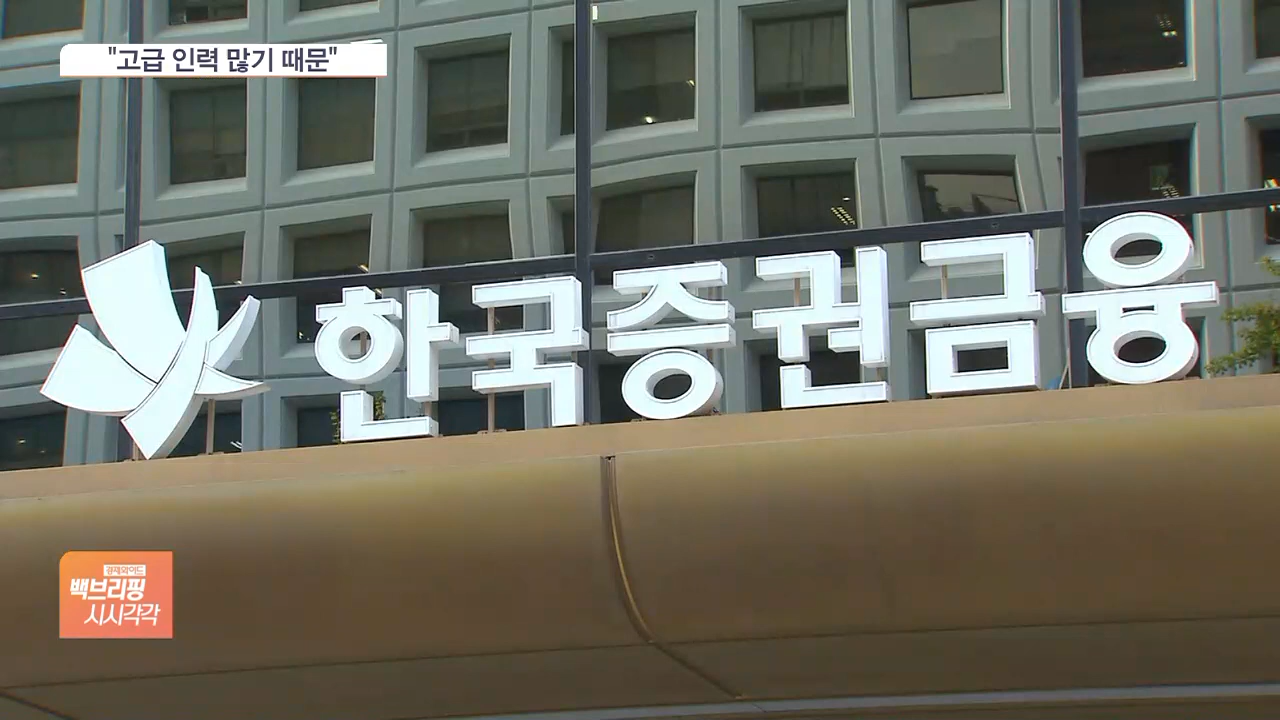 "고급 인력 많기 때문"
한국증권금융
경제와이드
백브리핑
시시각각